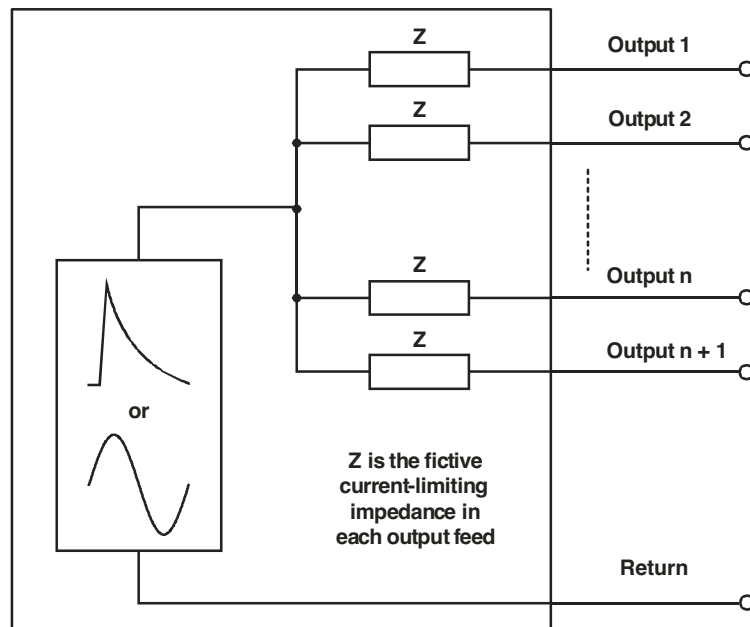 Z
Output 1
Z
Output 2
Z
Output n
Z
Output n + 1
or
Z is the fictive
current-limiting
impedance in
each output feed
Return